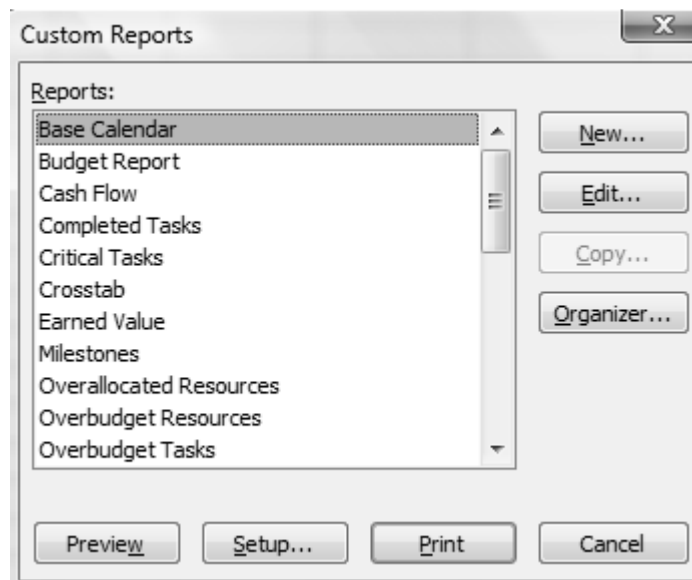 Custom Reports
Reports:
Base Calendar
Budget Report
Cash Flow
Completed Tasks
Critical Tasks
Crosstab
Earned Value
Milestones
Overallocated Resources
Overbudget Resources
Overbudget Tasks
New...
Edit...
Copy...
Organizer...
Preview
Setup...
Print
Cancel